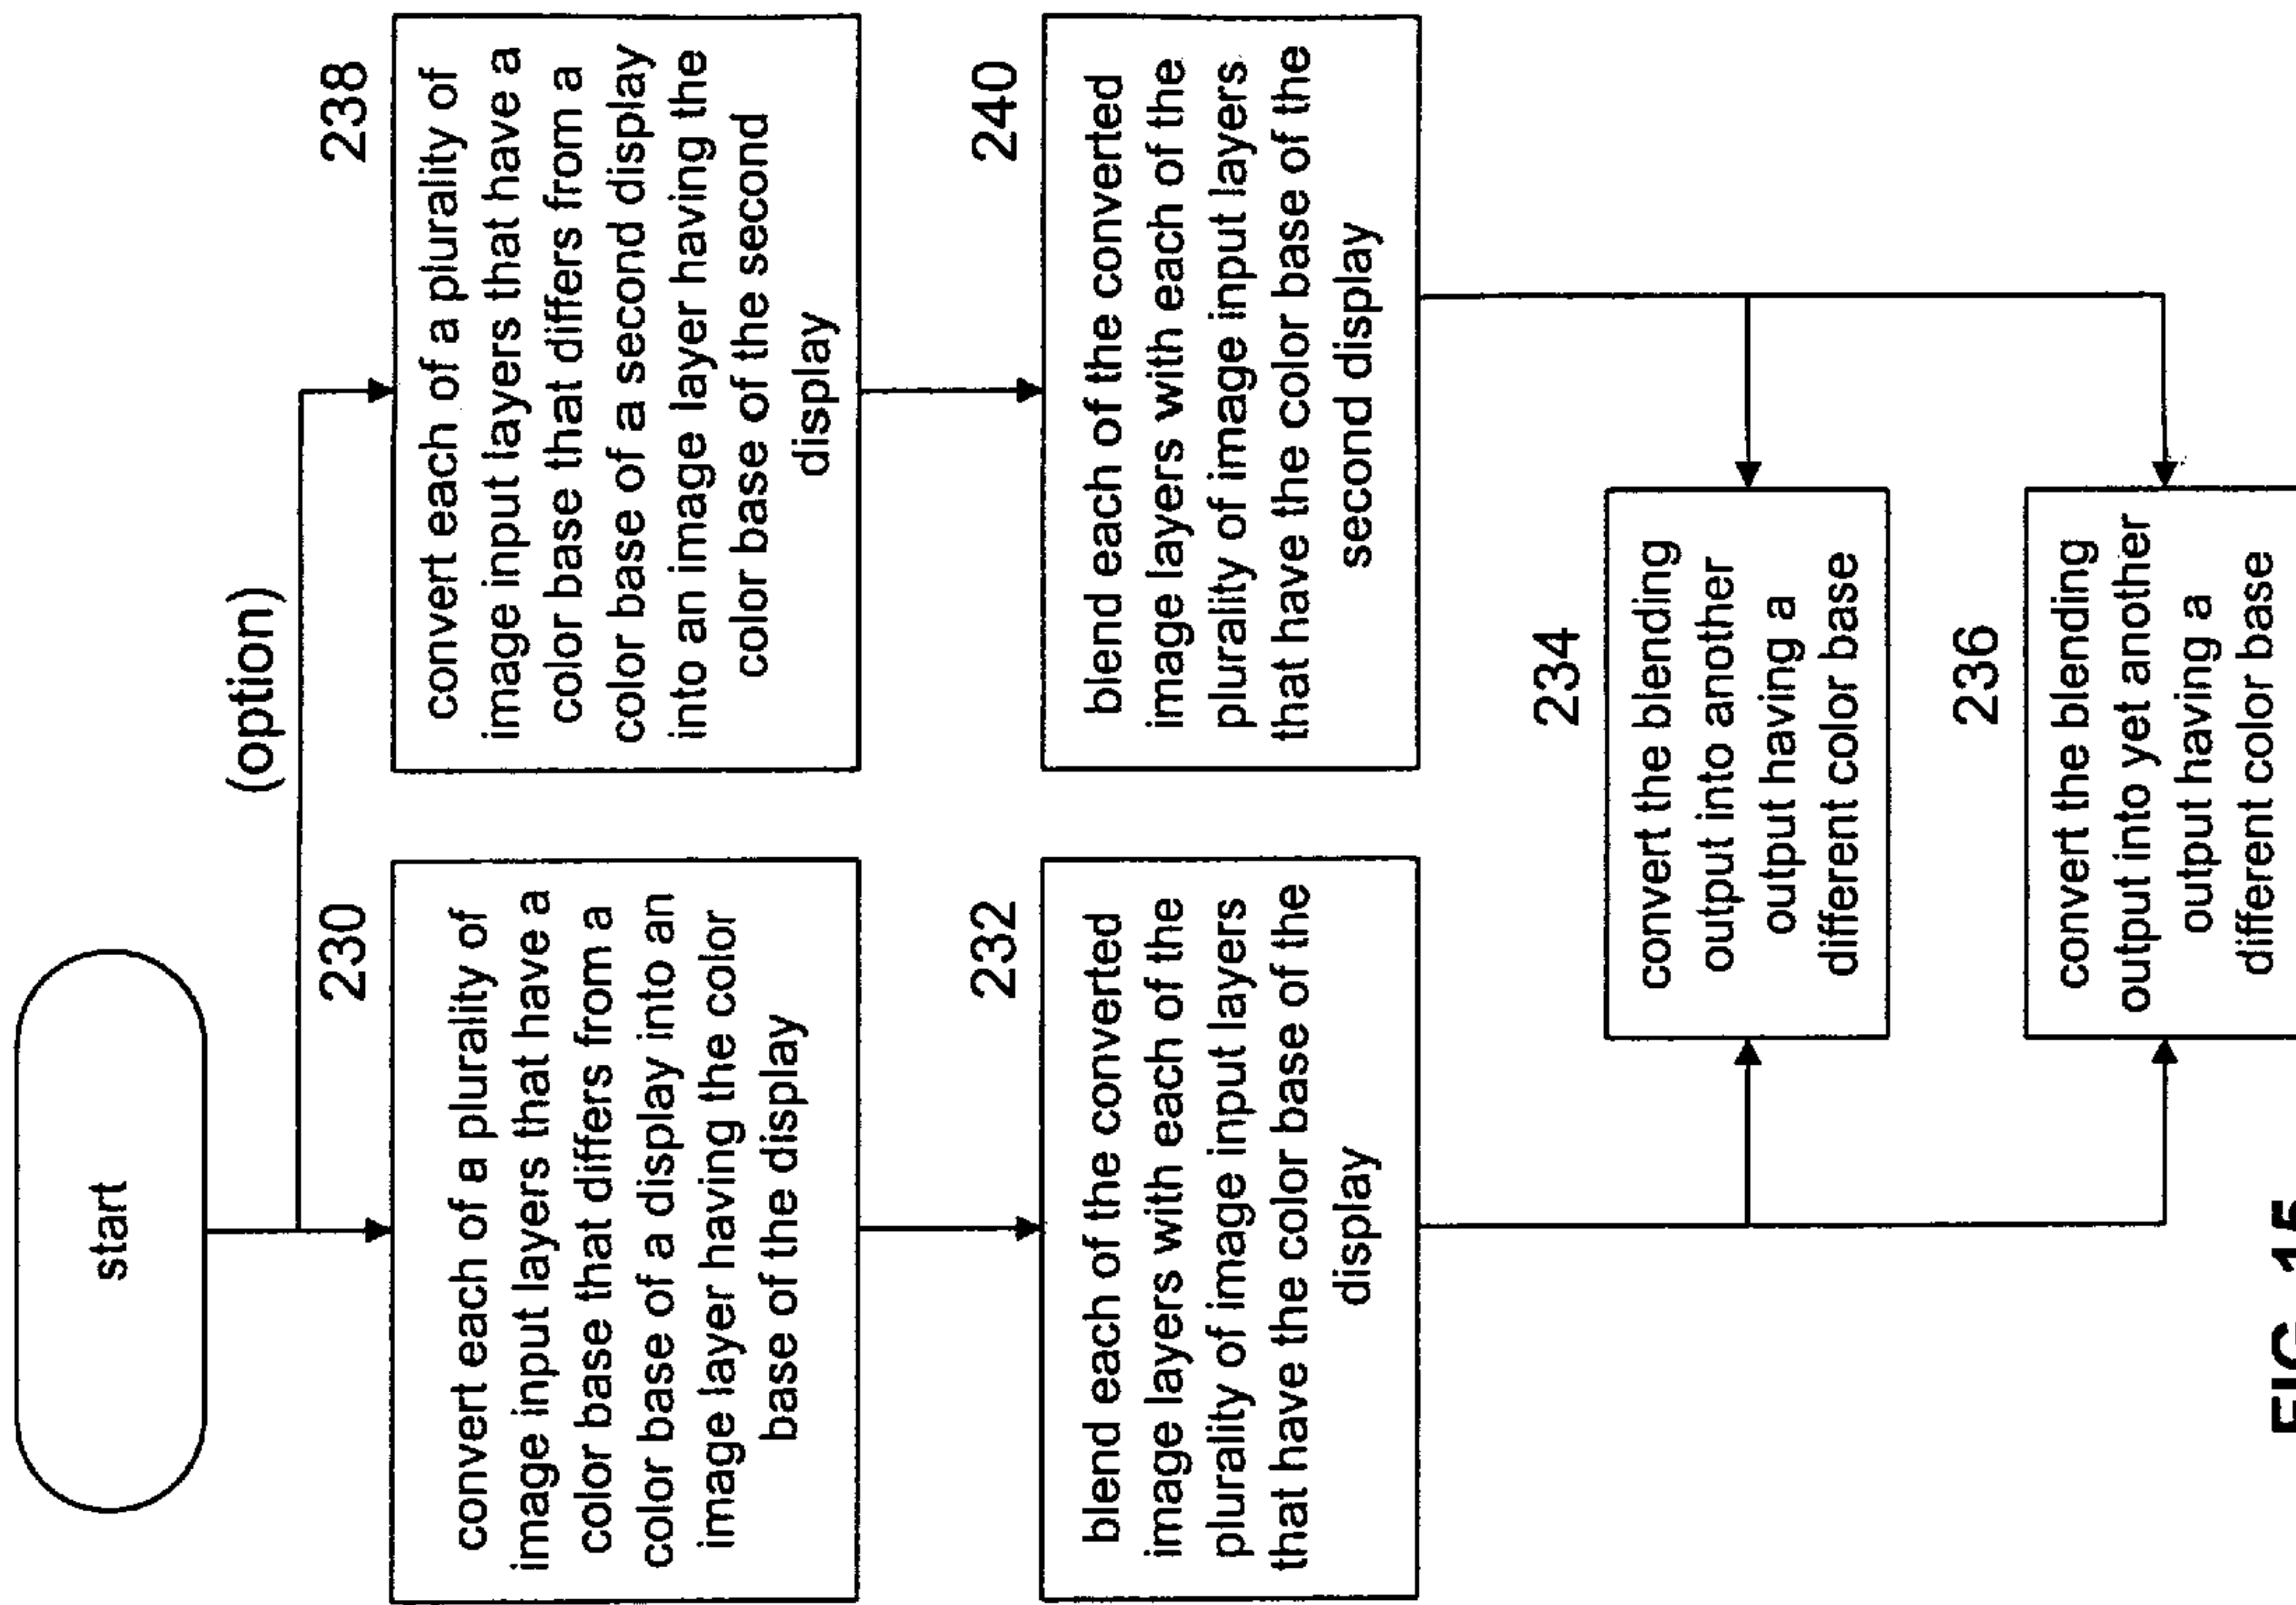 start
(option)
230
convert each of a plurality of
image input layers that have a
color base that differs from a
color base of a display into an
image layer having the color
base of the display
238
convert each of a plurality of
image input layers that have a
color base that differs from a
color base of a second display
into an image layer having the
color base of the second
display
232
blend each of the converted
image layers with each of the
plurality of image input layers
that have the color base of the
display
240
blend each of the converted
image layers with each of the
plurality of image input layers
that have the color base of the
second display
234
convert the blending
output into another
output having a
different color base
236
convert the blending
output into yet another
output having a
different color base
FIG. 15